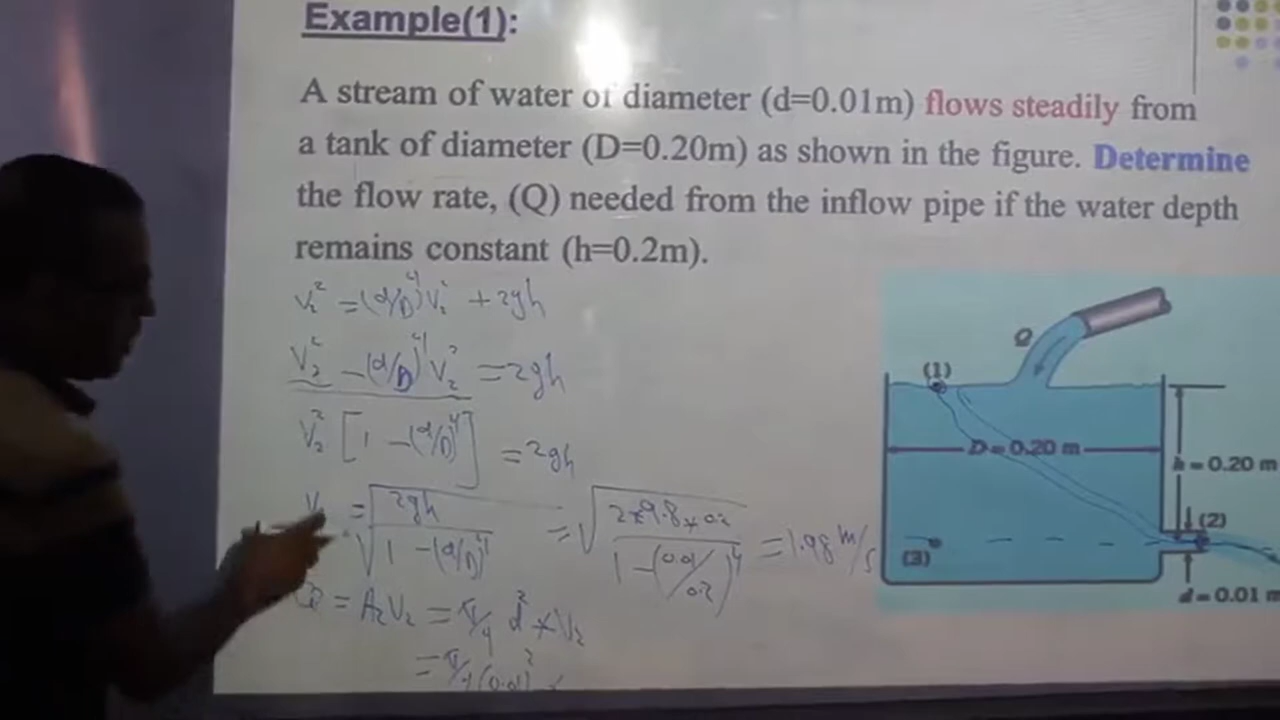 Example(1):
A stream of water of diameter (d=0.01m) flows steadily from
a tank of diameter (D=0.20m) as shown in the figure. Determine
the flow rate, (Q) needed from the inflow pipe if the water depth
remains constant (h=0.2m).
V₂² = (d/D)⁴ V₂² + 2gh
V₂² - (d/D)⁴ V₂² = 2gh
V₂² [1 - (d/D)⁴] = 2gh
V = √(2gh / 1 - (d/D)⁴) = √(2*9.8*0.2 / 1 - (0.01/0.2)⁴) = 1.98 m/s
Q = A₂V₂ = π/4 d² * V₂
= π/4 (0.01)²
Q
(1)
D = 0.20 m
h = 0.20 m
(2)
(3)
d = 0.01 m